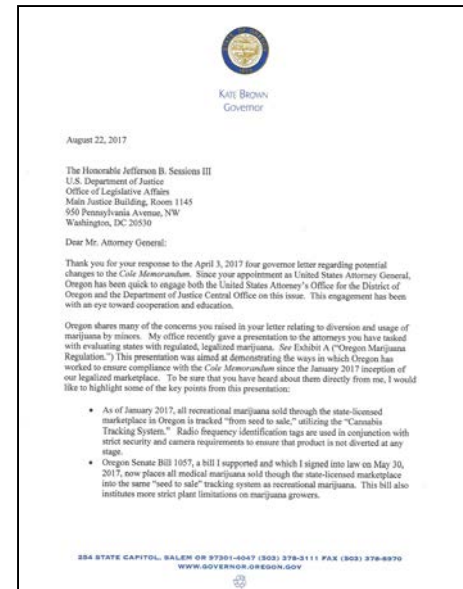 KATE BROWN
Governor
August 22, 2017
The Honorable Jefferson B. Sessions III
U.S. Department of Justice
Office of Legislative Affairs
Main Justice Building, Room 1145
950 Pennsylvania Avenue, NW
Washington, DC 20530
Dear Mr. Attorney General:
Thank you for your response to the April 3, 2017 four governor letter regarding potential
changes to the Cole Memorandum. Since your appointment as United States Attorney General,
Oregon has been quick to engage both the United States Attorney's Office for the District of
Oregon and the Department of Justice Central Office on this issue. This engagement has been
with an eye toward cooperation and education.
Oregon shares many of the concerns you raised in your letter relating to diversion and usage of
marijuana by minors. My office recently gave a presentation to the attorneys you have tasked
with evaluating states with regulated, legalized marijuana. See Exhibit A ("Oregon Marijuana
Regulation.") This presentation was aimed at demonstrating the ways in which Oregon has
worked to ensure compliance with the Cole Memorandum since the January 2017 inception of
our legalized marketplace. To be sure that you have heard about them directly from me, I would
like to highlight some of the key points from this presentation:
• As of January 2017, all recreational marijuana sold through the state-licensed
marketplace in Oregon is tracked "from seed to sale," utilizing the "Cannabis
Tracking System." Radio frequency identification tags are used in conjunction with
strict security and camera requirements to ensure that product is not diverted at any
stage.
• Oregon Senate Bill 1057, a bill I supported and which I signed into law on May 30,
2017, now places all medical marijuana sold though the state-licensed marketplace
into the same "seed to sale" tracking system as recreational marijuana. This bill also
institutes more strict plant limitations on marijuana growers.
254 STATE CAPITOL, SALEM OR 97301-4047 (503) 378-3111 FAX (503) 378-8970
WWW.GOVERNOR.OREGON.GOV